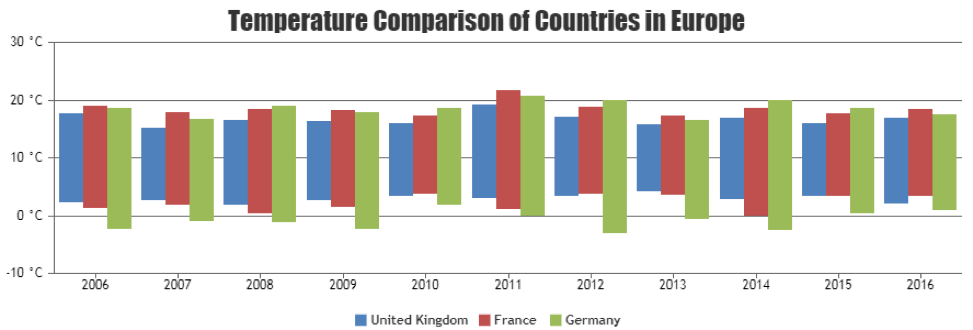 Temperature Comparison of Countries in Europe
30 °C
20 °C
10 °C
0 °C
-10 °C
2006 2007 2008 2009 2010 2011 2012 2013 2014 2015 2016
United Kingdom France Germany